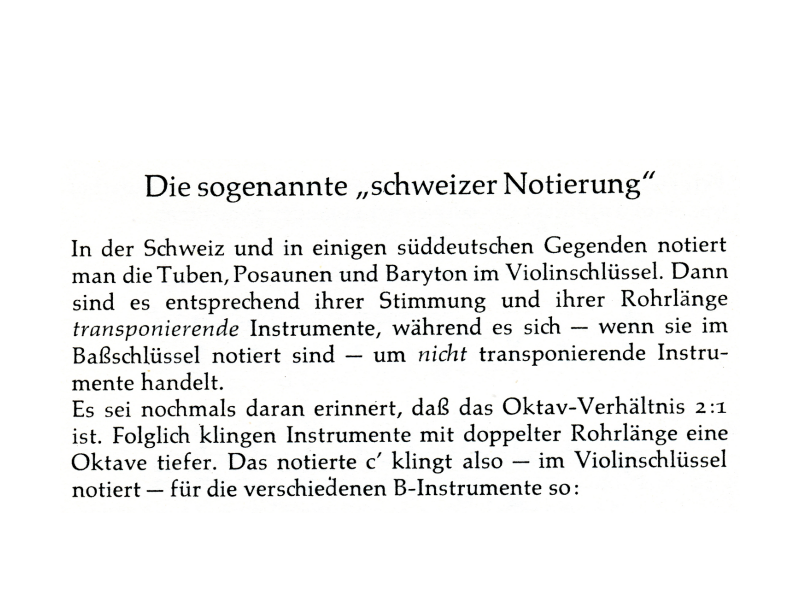 Die sogenannte „schweizer Notierung“
In der Schweiz und in einigen süddeutschen Gegenden notiert
man die Tuben, Posaunen und Baryton im Violinschlüssel. Dann
sind es entsprechend ihrer Stimmung und ihrer Rohrlänge
transponierende Instrumente, während es sich — wenn sie im
Baßschlüssel notiert sind — um nicht transponierende Instru-
mente handelt.
Es sei nochmals daran erinnert, daß das Oktav-Verhältnis 2:1
ist. Folglich klingen Instrumente mit doppelter Rohrlänge eine
Oktave tiefer. Das notierte c′ klingt also — im Violinschlüssel
notiert — für die verschiedenen B-Instrumente so: